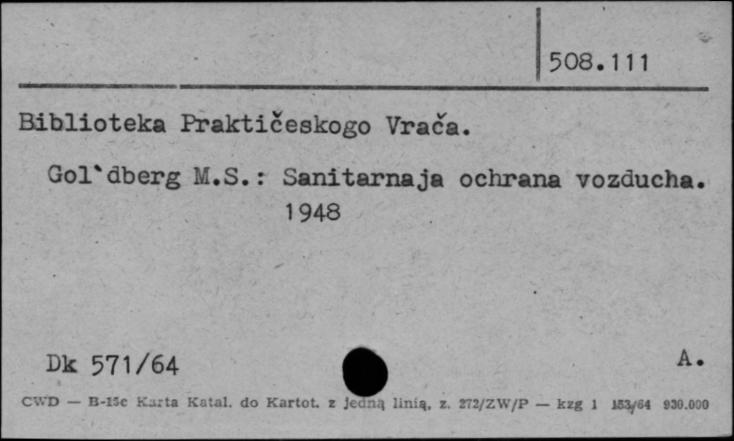 508.111
Biblioteka Praktičeskogo Vrača.
Gol`dberg M.S.: Sanitarnaja ochrana vozducha.
1948
Dk 571/64
A.
CWD — B-15c Karta Katal. do Kartot. z jedną linią, z. 272/ZW/P — kzg 1 153/64 930.000